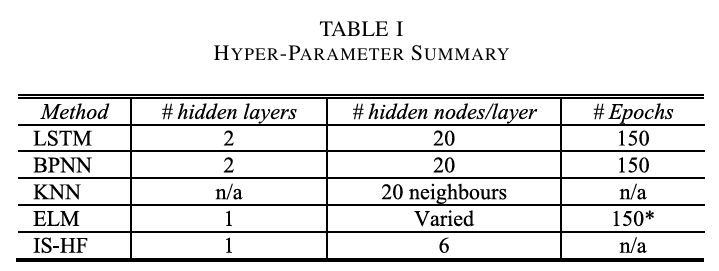 TABLE I
HYPER-PARAMETER SUMMARY
Method # hidden layers # hidden nodes/layer # Epochs
LSTM 2 20 150
BPNN 2 20 150
KNN n/a 20 neighbours n/a
ELM 1 Varied 150*
IS-HF 1 6 n/a